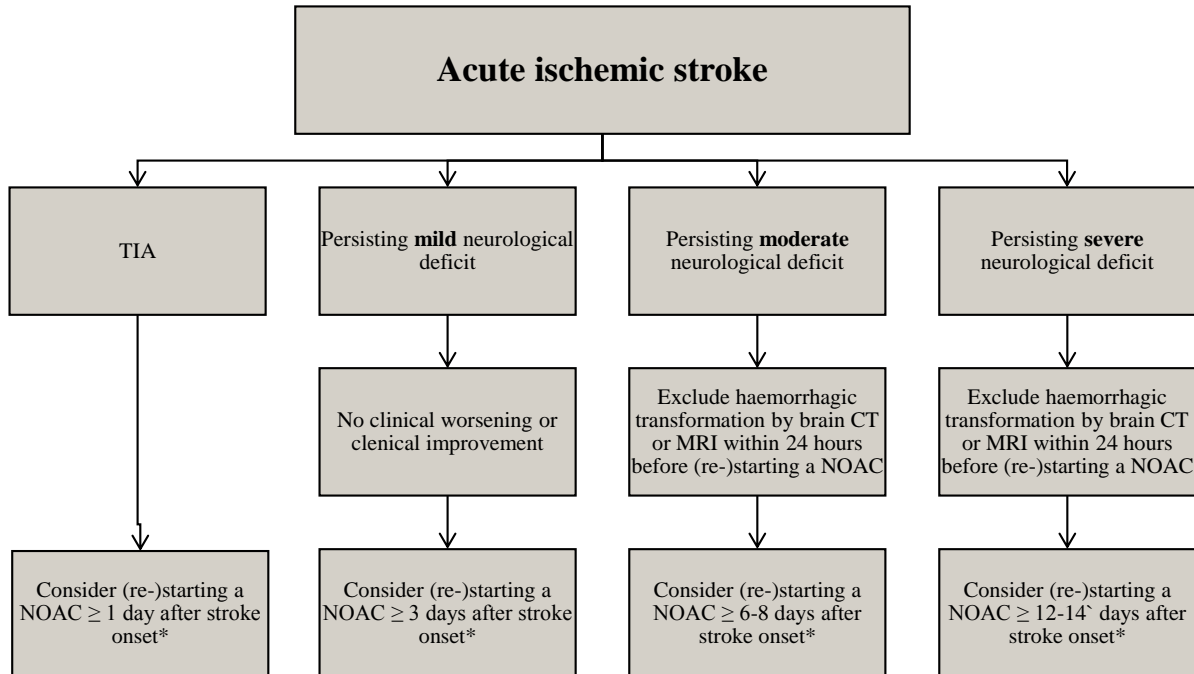 Acute ischemic stroke
TIA
Persisting mild neurological
deficit
Persisting moderate
neurological deficit
Persisting severe
neurological deficit
No clinical worsening or
clenical improvement
Exclude haemorrhagic
transformation by brain CT
or MRI within 24 hours
before (re-)starting a NOAC
Exclude haemorrhagic
transformation by brain CT
or MRI within 24 hours
before (re-)starting a NOAC
Consider (re-)starting a
NOAC ≥ 1 day after stroke
onset*
Consider (re-)starting a
NOAC ≥ 3 days after stroke
onset*
Consider (re-)starting a
NOAC ≥ 6-8 days after
stroke onset*
Consider (re-)starting a
NOAC ≥ 12-14` days after
stroke onset*